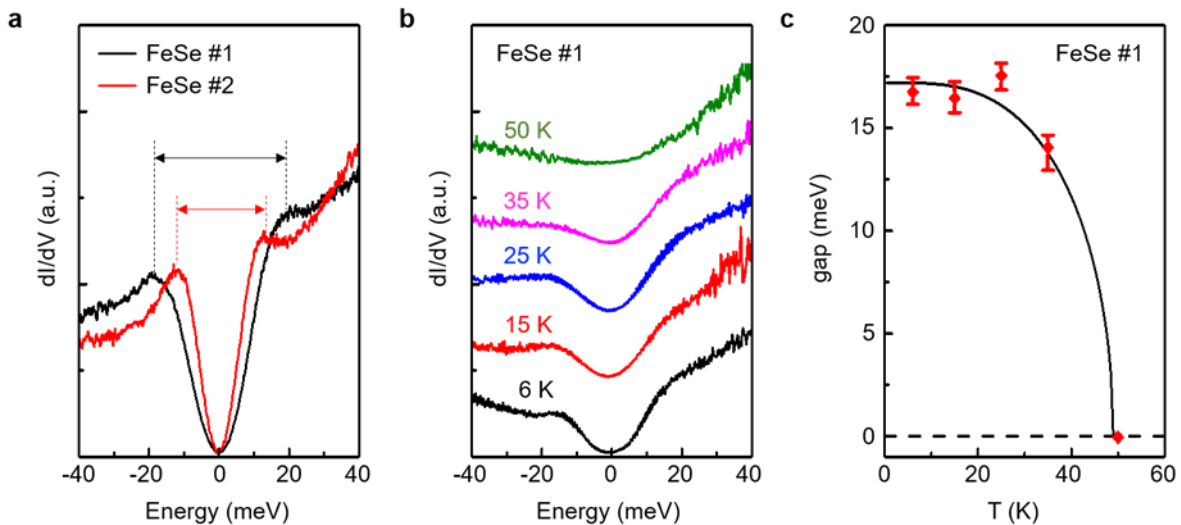 a
FeSe #1
FeSe #2
dI/dV (a.u.)
-40 -20 0 20 40
Energy (meV)
b
FeSe #1
50 K
35 K
25 K
15 K
6 K
dI/dV (a.u.)
-40 -20 0 20 40
Energy (meV)
c
FeSe #1
20
15
10
5
0
gap (meV)
0 20 40 60
T (K)